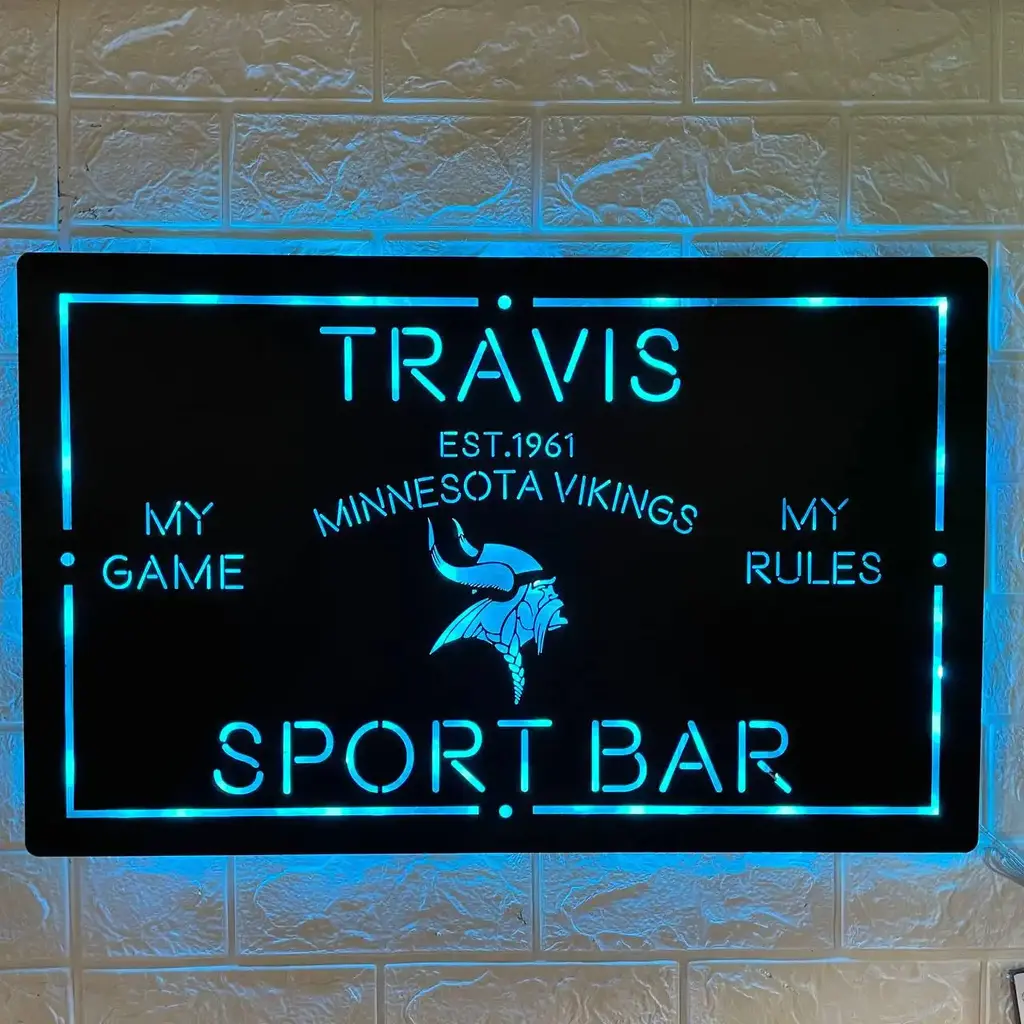 TRAVIS
EST.1961
MINNESOTA VIKINGS
MY
GAME
MY
RULES
SPORT BAR